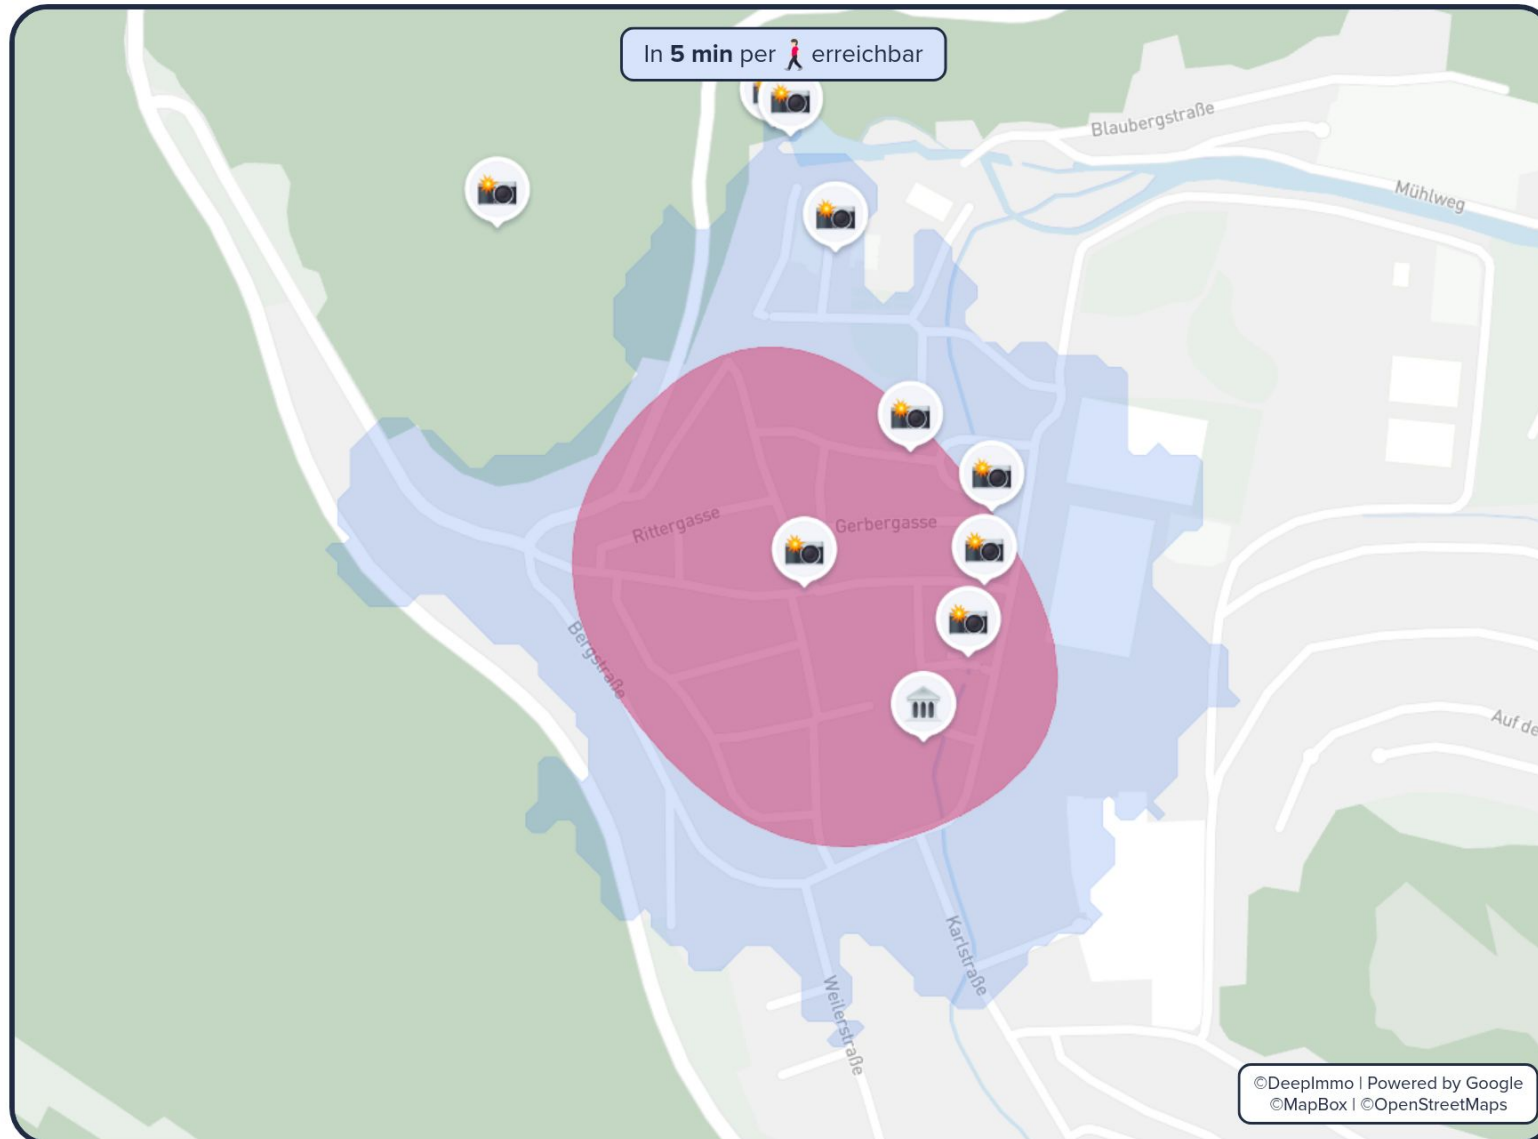 In 5 min per erreichbar
Blaubergstraße
Mühlweg
Rittergasse
Gerbergasse
Bergstraße
Auf de
Karlstraße
Weilerstraße
©DeepImmo | Powered by Google
©MapBox | ©OpenStreetMaps